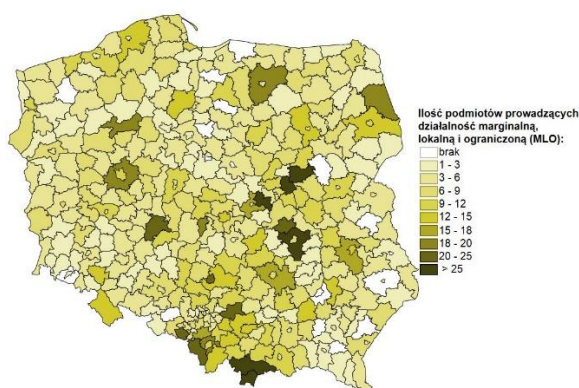 Ilość podmiotów prowadzących
działalność marginalną,
lokalną i ograniczoną (MLO):
brak
1 - 3
3 - 6
6 - 9
9 - 12
12 - 15
15 - 18
18 - 20
20 - 25
> 25